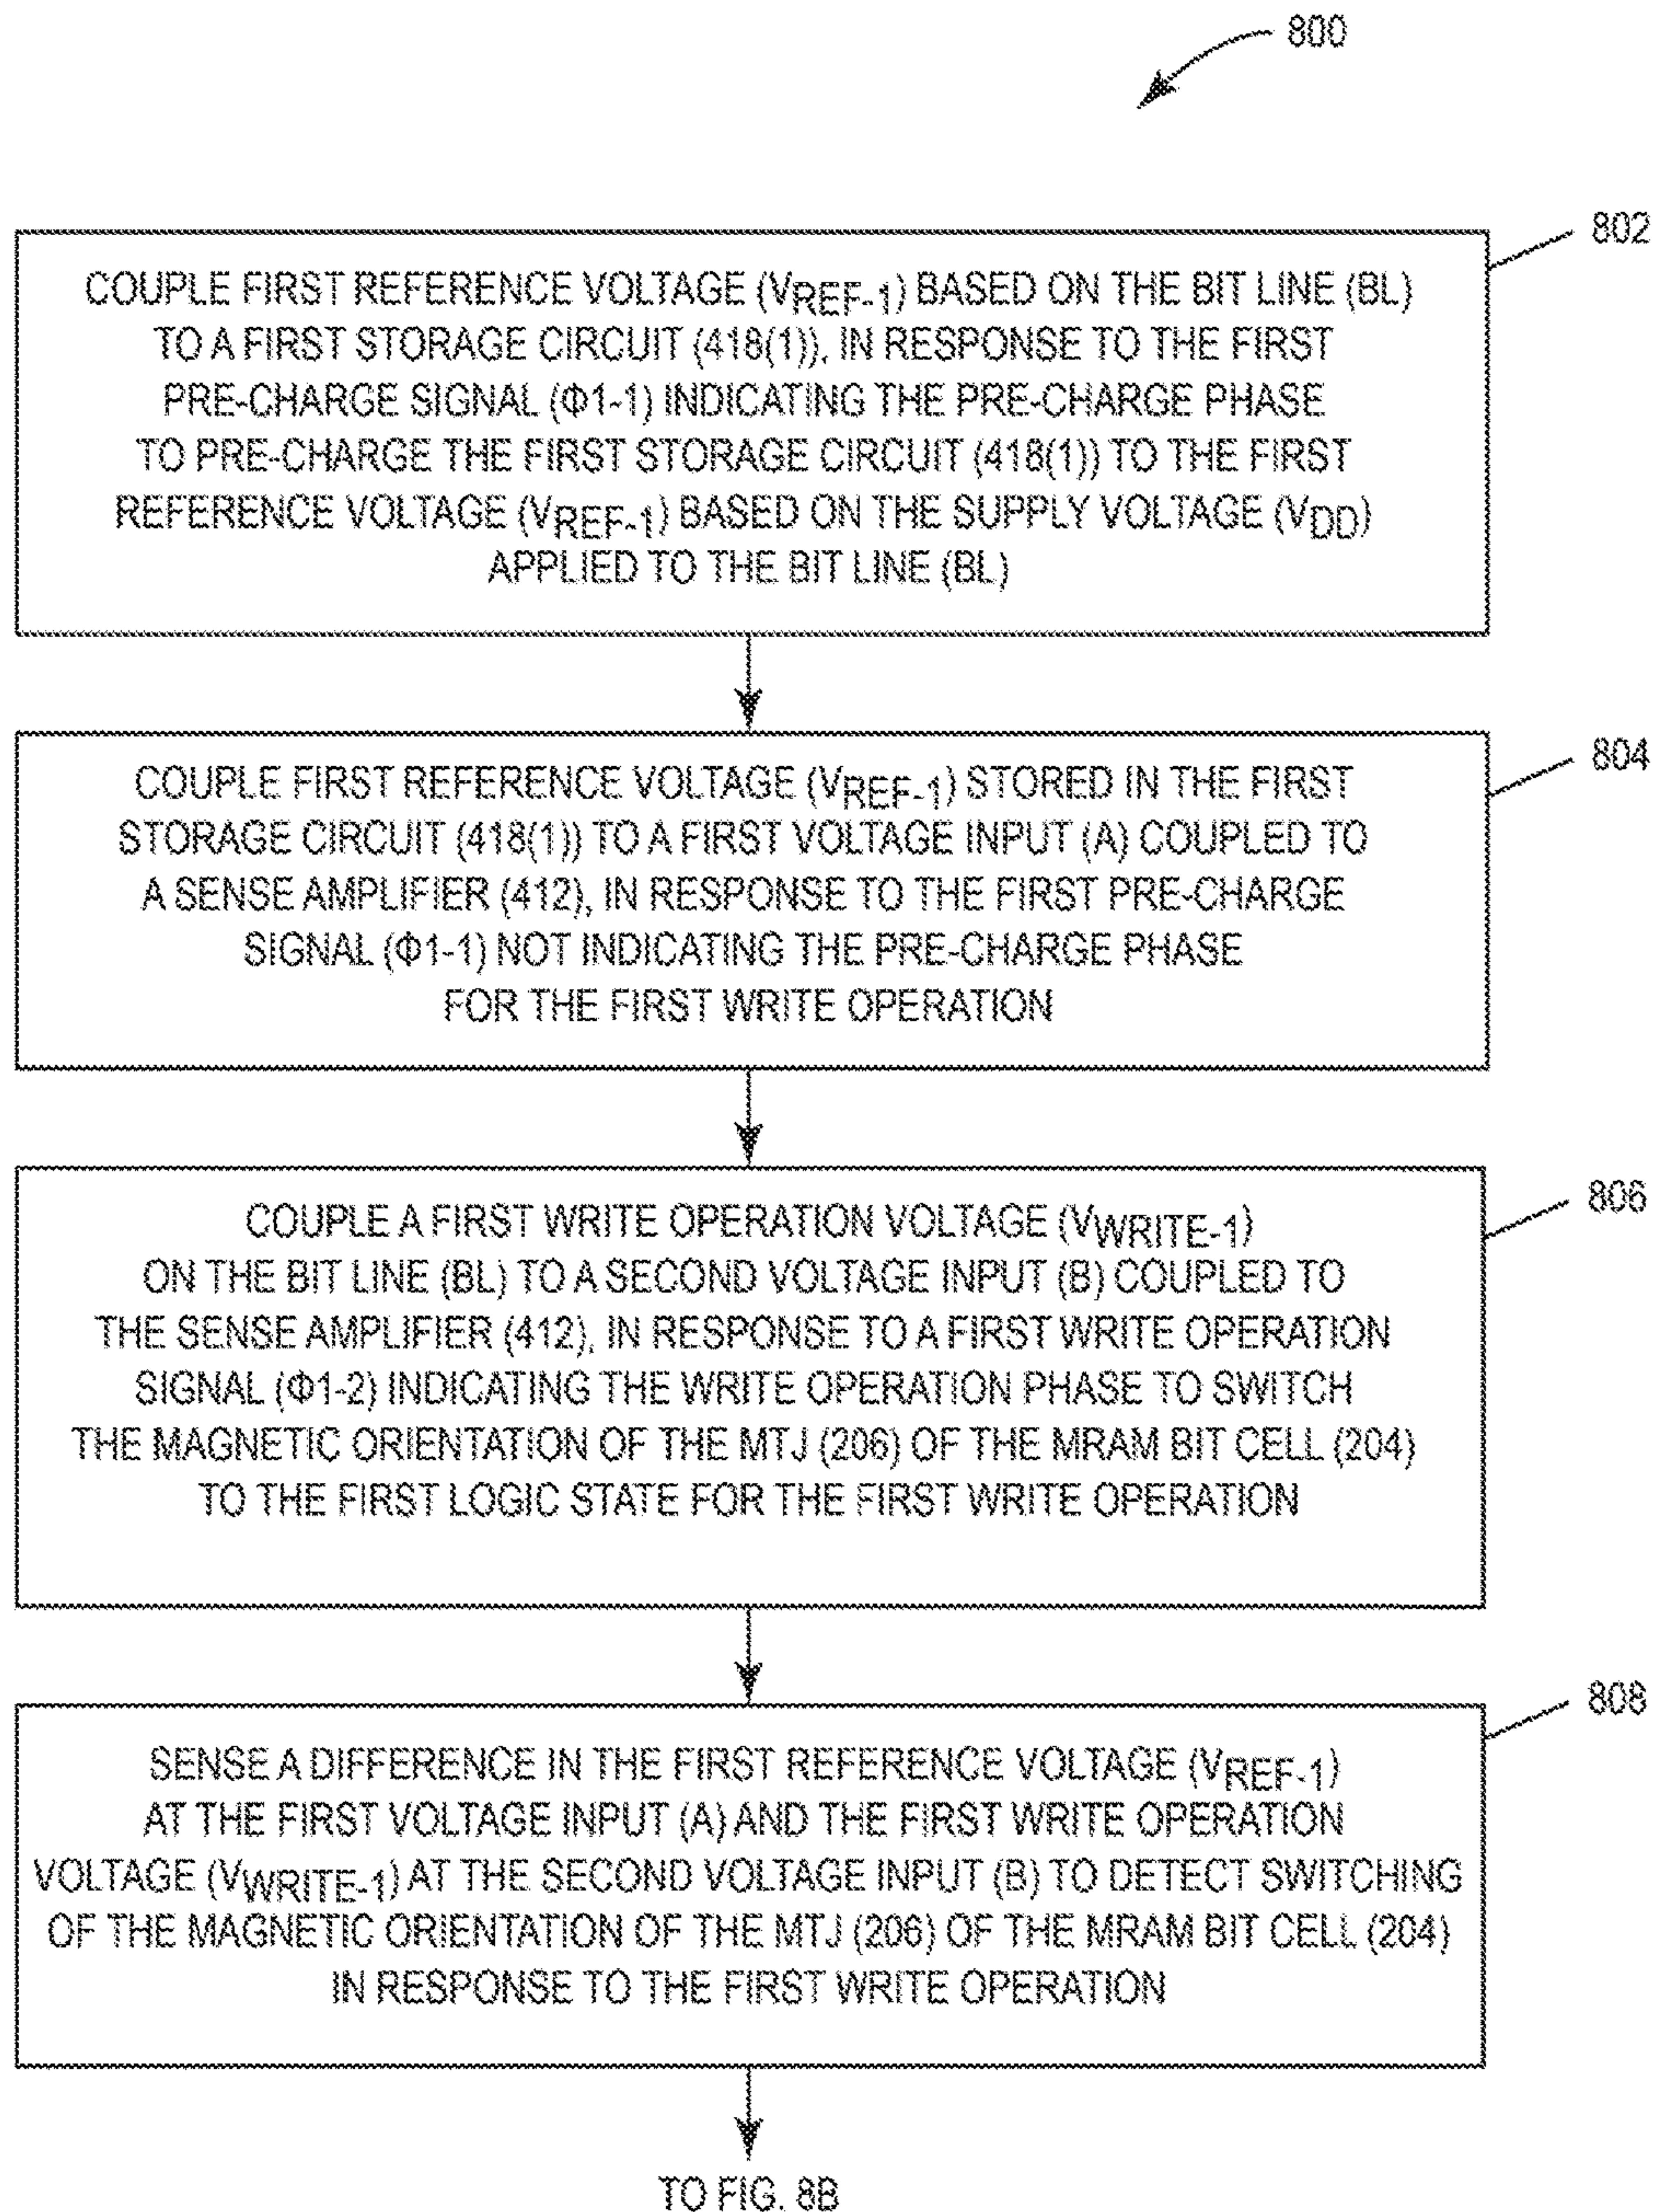 800
802
COUPLE FIRST REFERENCE VOLTAGE (VREF-1) BASED ON THE BIT LINE (BL)
TO A FIRST STORAGE CIRCUIT (418(1)), IN RESPONSE TO THE FIRST
PRE-CHARGE SIGNAL (Φ1-1) INDICATING THE PRE-CHARGE PHASE
TO PRE-CHARGE THE FIRST STORAGE CIRCUIT (418(1)) TO THE FIRST
REFERENCE VOLTAGE (VREF-1) BASED ON THE SUPPLY VOLTAGE (VDD)
APPLIED TO THE BIT LINE (BL)
804
COUPLE FIRST REFERENCE VOLTAGE (VREF-1) STORED IN THE FIRST
STORAGE CIRCUIT (418(1)) TO A FIRST VOLTAGE INPUT (A) COUPLED TO
A SENSE AMPLIFIER (412), IN RESPONSE TO THE FIRST PRE-CHARGE
SIGNAL (Φ1-1) NOT INDICATING THE PRE-CHARGE PHASE
FOR THE FIRST WRITE OPERATION
806
COUPLE A FIRST WRITE OPERATION VOLTAGE (VWRITE-1)
ON THE BIT LINE (BL) TO A SECOND VOLTAGE INPUT (B) COUPLED TO
THE SENSE AMPLIFIER (412), IN RESPONSE TO A FIRST WRITE OPERATION
SIGNAL (Φ1-2) INDICATING THE WRITE OPERATION PHASE TO SWITCH
THE MAGNETIC ORIENTATION OF THE MTJ (206) OF THE MRAM BIT CELL (204)
TO THE FIRST LOGIC STATE FOR THE FIRST WRITE OPERATION
808
SENSE A DIFFERENCE IN THE FIRST REFERENCE VOLTAGE (VREF-1)
AT THE FIRST VOLTAGE INPUT (A) AND THE FIRST WRITE OPERATION
VOLTAGE (VWRITE-1) AT THE SECOND VOLTAGE INPUT (B) TO DETECT SWITCHING
OF THE MAGNETIC ORIENTATION OF THE MTJ (206) OF THE MRAM BIT CELL (204)
IN RESPONSE TO THE FIRST WRITE OPERATION
TO FIG. 8B